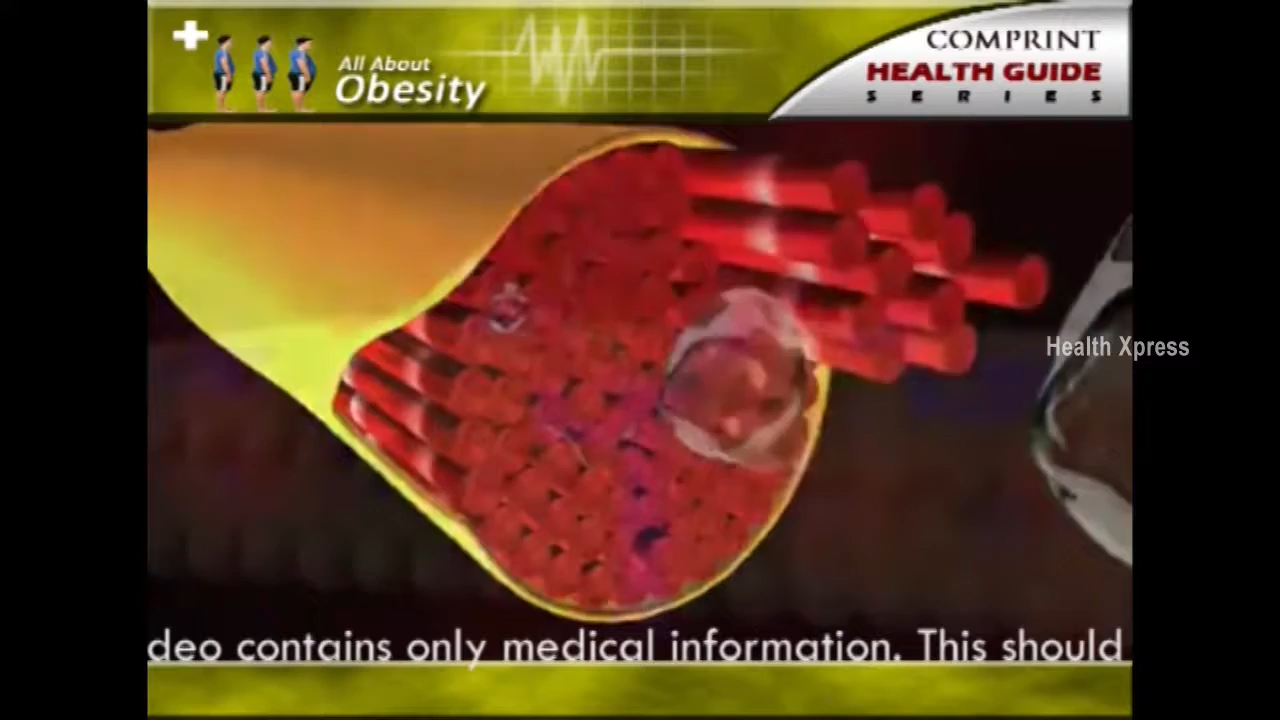 All About
Obesity
COMPRINT
HEALTH GUIDE
SERIES
Health Xpress
deo contains only medical information. This should